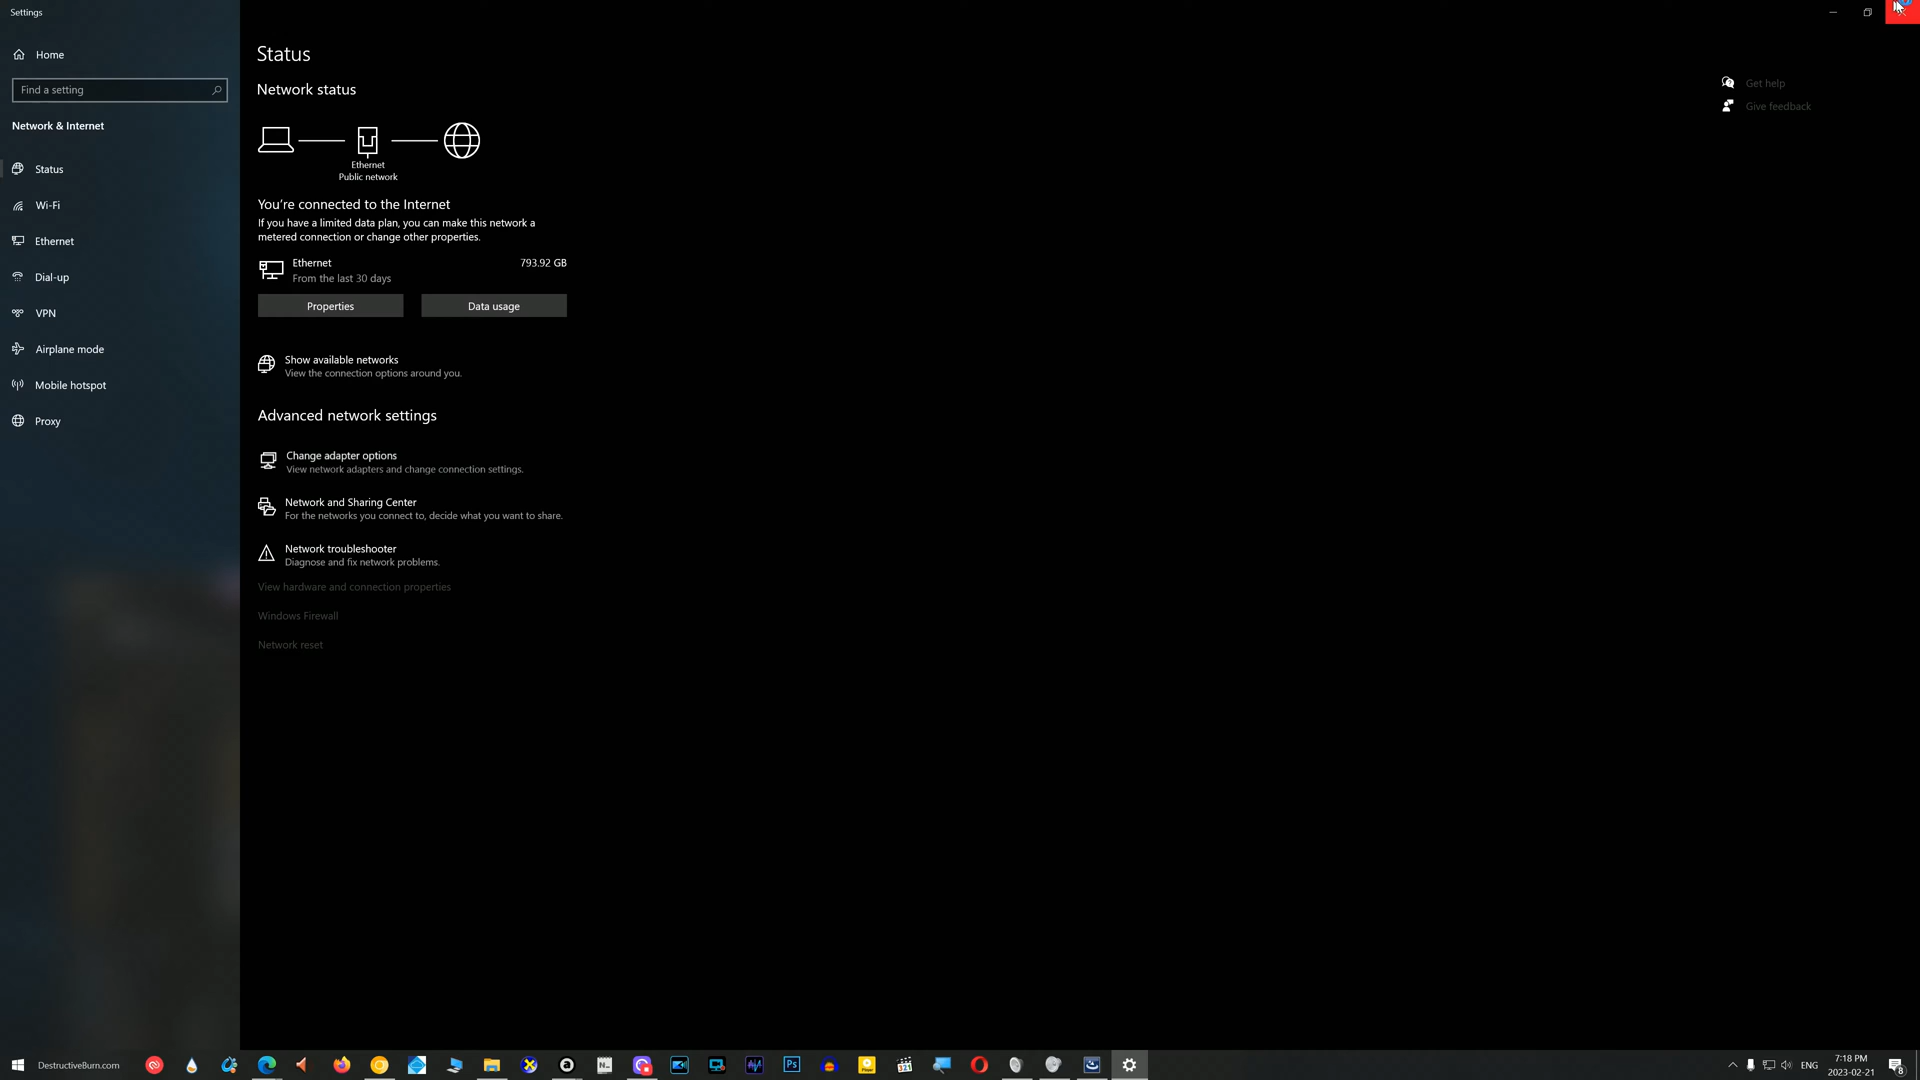 Settings
Home
Find a setting
Network & Internet
Status
Wi-Fi
Ethernet
Dial-up
VPN
Airplane mode
Mobile hotspot
Proxy
Status
Network status
Ethernet
Public network
You're connected to the Internet
If you have a limited data plan, you can make this network a
metered connection or change other properties.
Ethernet 793.92 GB
From the last 30 days
Properties Data usage
Show available networks
View the connection options around you.
Advanced network settings
Change adapter options
View network adapters and change connection settings.
Network and Sharing Center
For the networks you connect to, decide what you want to share.
Network troubleshooter
Diagnose and fix network problems.
View hardware and connection properties
Windows Firewall
Network reset
Get help
Give feedback
DestructiveBurn.com
Ps
321
ENG
7:18 PM
2023-02-21
8